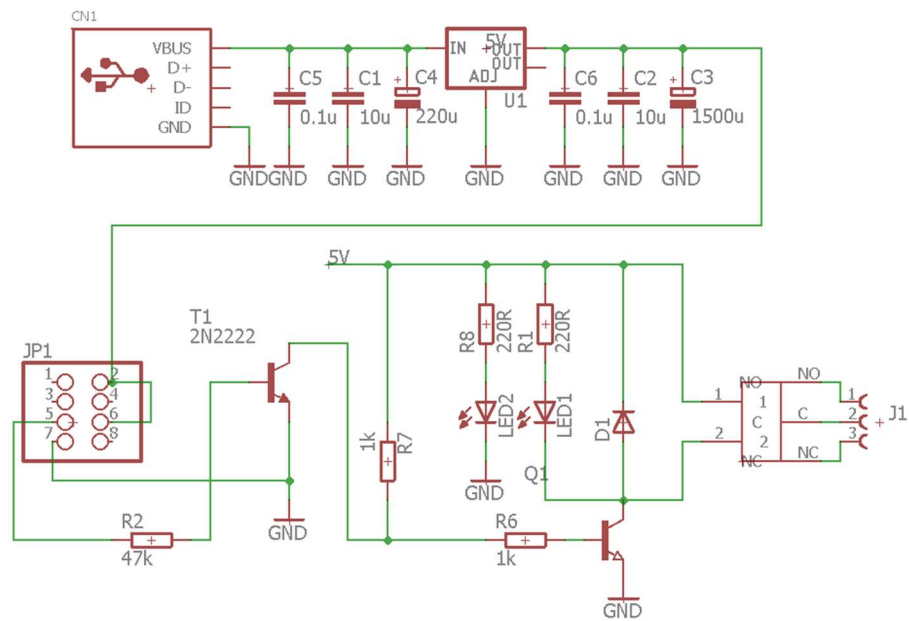 CN1
VBUS
D+
D-
ID
GND
IN
5V
OUT
OUT
ADJ
U1
C5
0.1u
C1
10u
C4
220u
C6
0.1u
C2
10u
C3
1500u
GND
GND
GND
GND
GND
GND
GND
GND
5V
T1
2N2222
JP1
1
2
3
4
5
6
7
8
R8
220R
R1
220R
LED2
LED1
D1
1k
R7
GND
Q1
GND
R2
47k
R6
1k
GND
1
2
NO
1
C
2
NC
NO
C
NC
1
2
3
J1